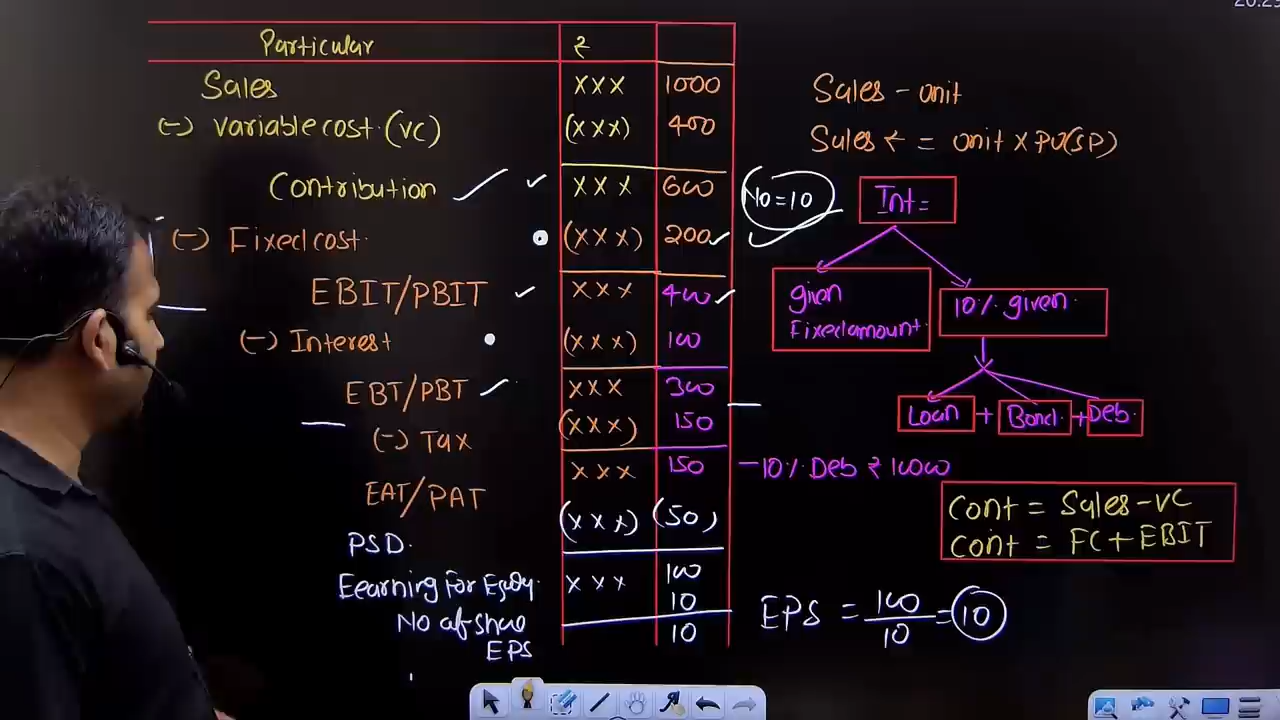 Particular ₹
Sales XXX 1000
(-) variable cost (VC) (XXX) 400
Contribution XXX 600
(-) Fixed cost (XXX) 200
EBIT/PBIT XXX 400
(-) Interest (XXX) 100
EBT/PBT XXX 300
(-) Tax (XXX) 150
EAT/PAT XXX 150
PSD. (XXX) (50)
Eearning For Equity XXX 100
No of share 10
EPS 10
Sales - unit
Sales ₹ = unit X PU(SP)
No=10
Int=
given
Fixed amount
10% given
Loan + Bond + Deb
-10% Deb ₹ 1000
Cont = Sales-VC
Cont = FC+EBIT
EPS = 100/10 = 10